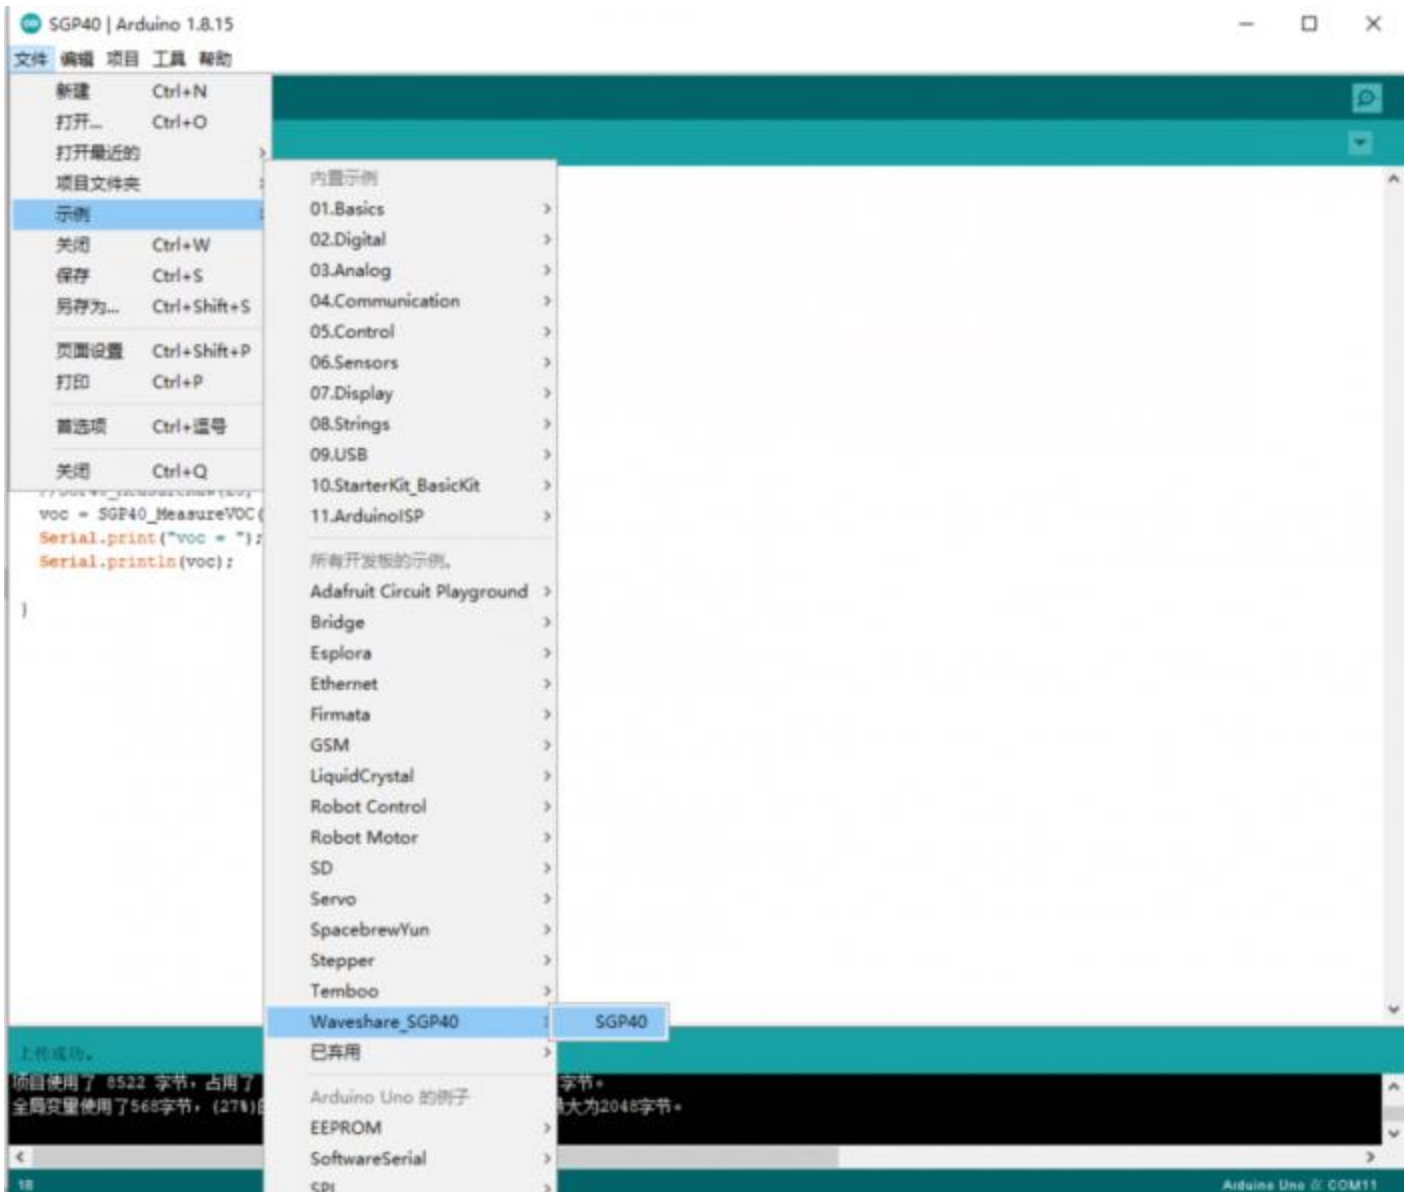 SGP40 | Arduino 1.8.15
文件 编辑 项目 工具 帮助
新建 Ctrl+N
打开... Ctrl+O
打开最近的
项目文件夹
示例
关闭 Ctrl+W
保存 Ctrl+S
另存为... Ctrl+Shift+S
页面设置 Ctrl+Shift+P
打印 Ctrl+P
首选项 Ctrl+逗号
关闭 Ctrl+Q
内置示例
01.Basics
02.Digital
03.Analog
04.Communication
05.Control
06.Sensors
07.Display
08.Strings
09.USB
10.StarterKit_BasicKit
11.ArduinoISP
所有开发板的示例。
Adafruit Circuit Playground
Bridge
Esplora
Ethernet
Firmata
GSM
LiquidCrystal
Robot Control
Robot Motor
SD
Servo
SpacebrewYun
Stepper
Temboo
Waveshare_SGP40
SGP40
已弃用
Arduino Uno 的例子
EEPROM
SoftwareSerial
SPI
voc = SGP40_MeasureVOC(
Serial.print("voc = ");
Serial.println(voc);
}
上传成功。
项目使用了 8522 字节，占用了 字节。
全局变量使用了568字节，(27%) 大为2048字节。
18 Arduino Uno 在 COM11